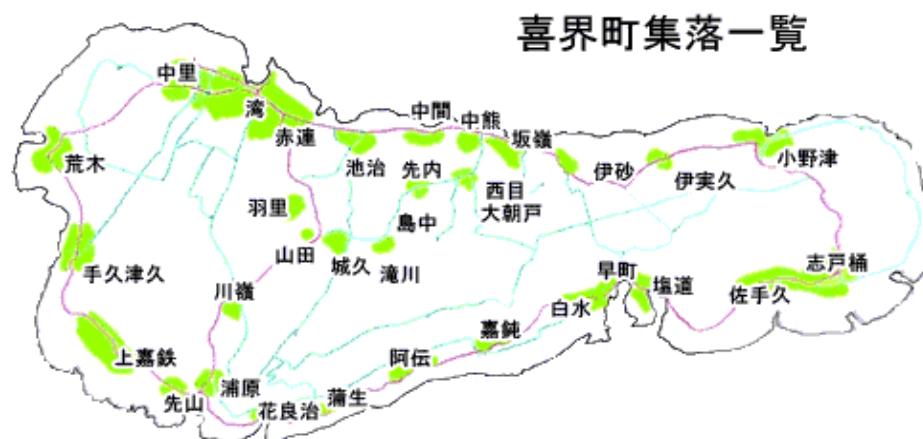 喜界町集落一覧
中里
湾
赤連
中間
中熊
坂嶺
小野津
荒木
池治
先内
伊砂
伊実久
羽里
島中
西目
大朝戸
山田
城久
滝川
手久津久
川嶺
早町
塩道
志戸桶
佐手久
白水
嘉鈍
上嘉鉄
阿伝
先山
浦原
花良治
蒲生